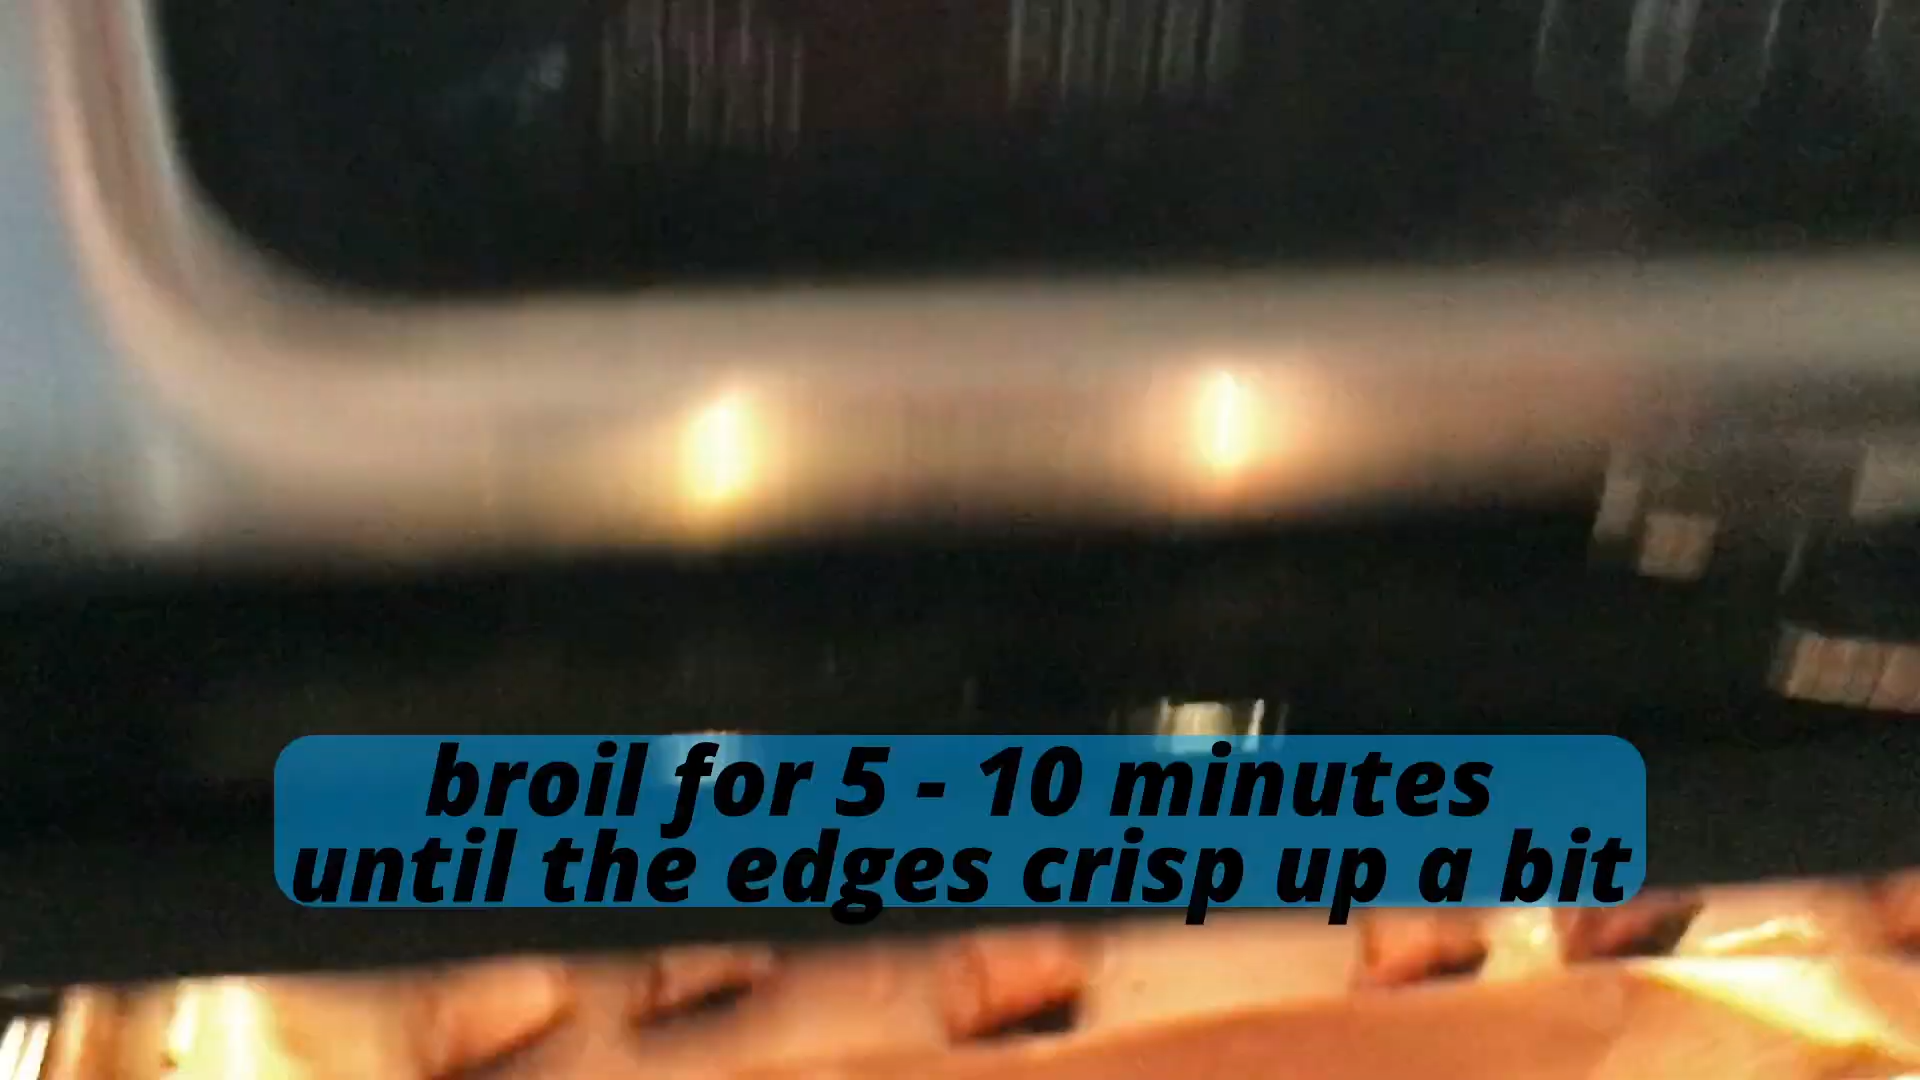 broil for 5 - 10 minutes
until the edges crisp up a bit